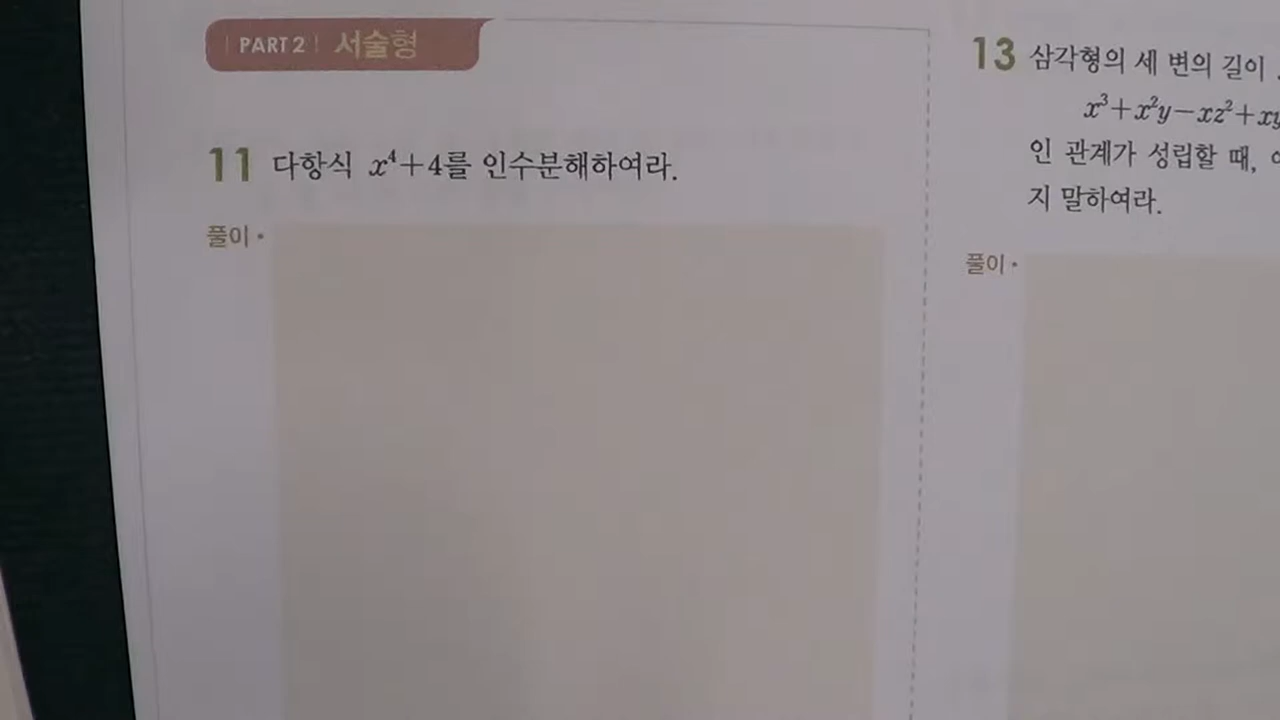 PART 2 서술형
11 다항식 x⁴+4를 인수분해하여라.
풀이 •
13 삼각형의 세 변의 길이
x³+x²y−xz²+xy
인 관계가 성립할 때,
지 말하여라.
풀이 •